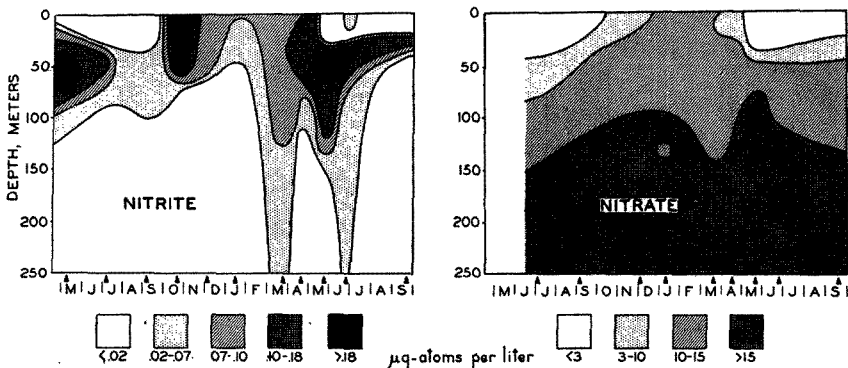 DEPTH, METERS
0
50
100
150
200
250
NITRITE
|M|J|J|A|S|O|N|D|J|F|M|A|M|J|J|A|S|
0
50
100
150
200
250
NITRATE
|M|J|J|A|S|O|N|D|J|F|M|A|M|J|J|A|S|
<.02 .02-.07 .07-.10 .10-.18 >.18
µg-atoms per liter
<3 3-10 10-15 >15